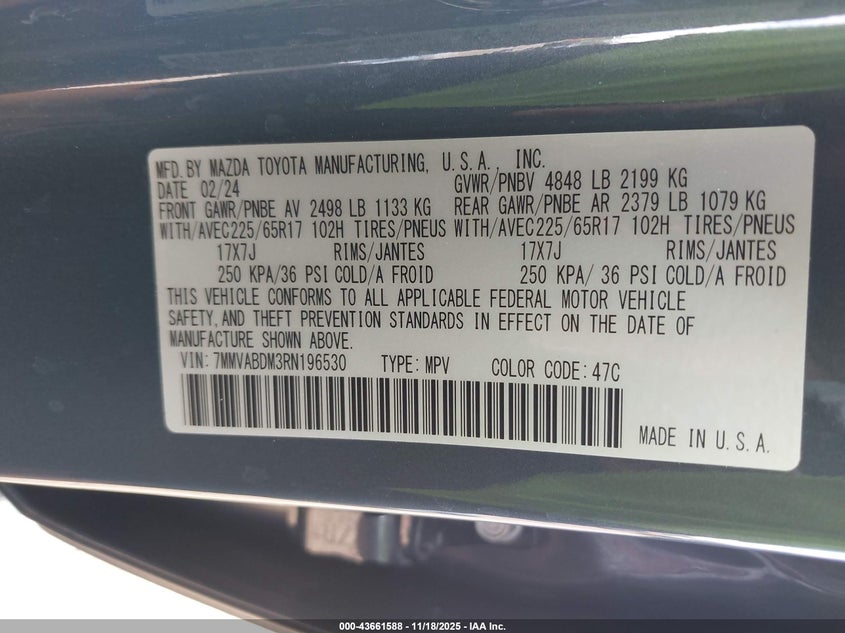 MFD. BY MAZDA TOYOTA MANUFACTURING, U.S.A., INC.
DATE 02/24 GVWR/PNBV 4848 LB 2199 KG
FRONT GAWR/PNBE AV 2498 LB 1133 KG REAR GAWR/PNBE AR 2379 LB 1079 KG
WITH/AVEC225/65R17 102H TIRES/PNEUS WITH/AVEC225/65R17 102H TIRES/PNEUS
17X7J RIMS/JANTES 17X7J RIMS/JANTES
250 KPA/36 PSI COLD/A FROID 250 KPA/ 36 PSI COLD/A FROID
THIS VEHICLE CONFORMS TO ALL APPLICABLE FEDERAL MOTOR VEHICLE
SAFETY, AND THEFT PREVENTION STANDARDS IN EFFECT ON THE DATE OF
MANUFACTURE SHOWN ABOVE.
VIN: 7MMVABDM3RN196530 TYPE: MPV COLOR CODE: 47C
MADE IN U.S.A.
000-43661588 - 11/18/2025 - IAA Inc.